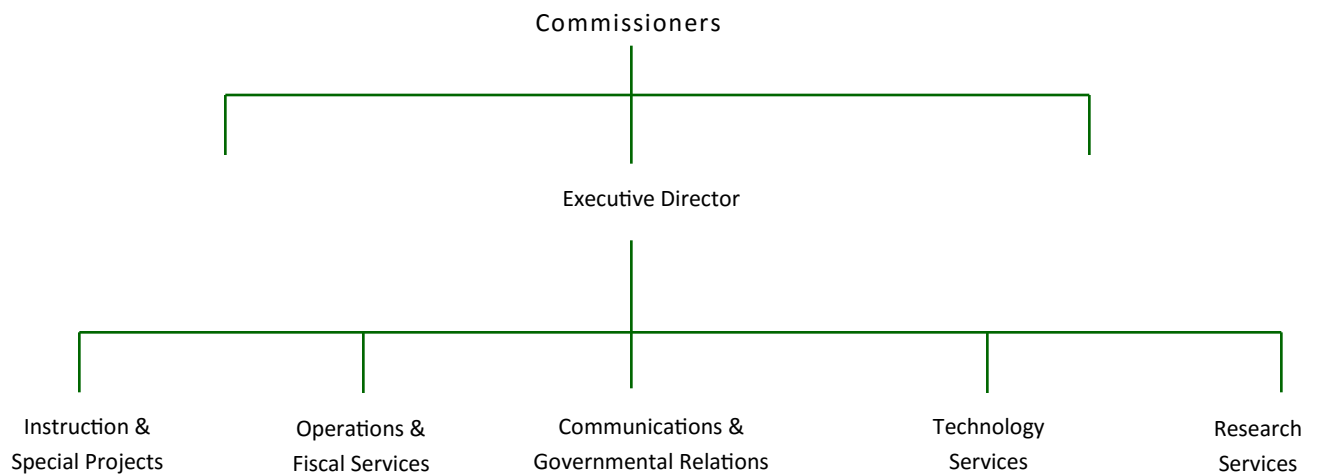 Commissioners
Executive Director
Instruction &
Special Projects
Operations &
Fiscal Services
Communications &
Governmental Relations
Technology
Services
Research
Services